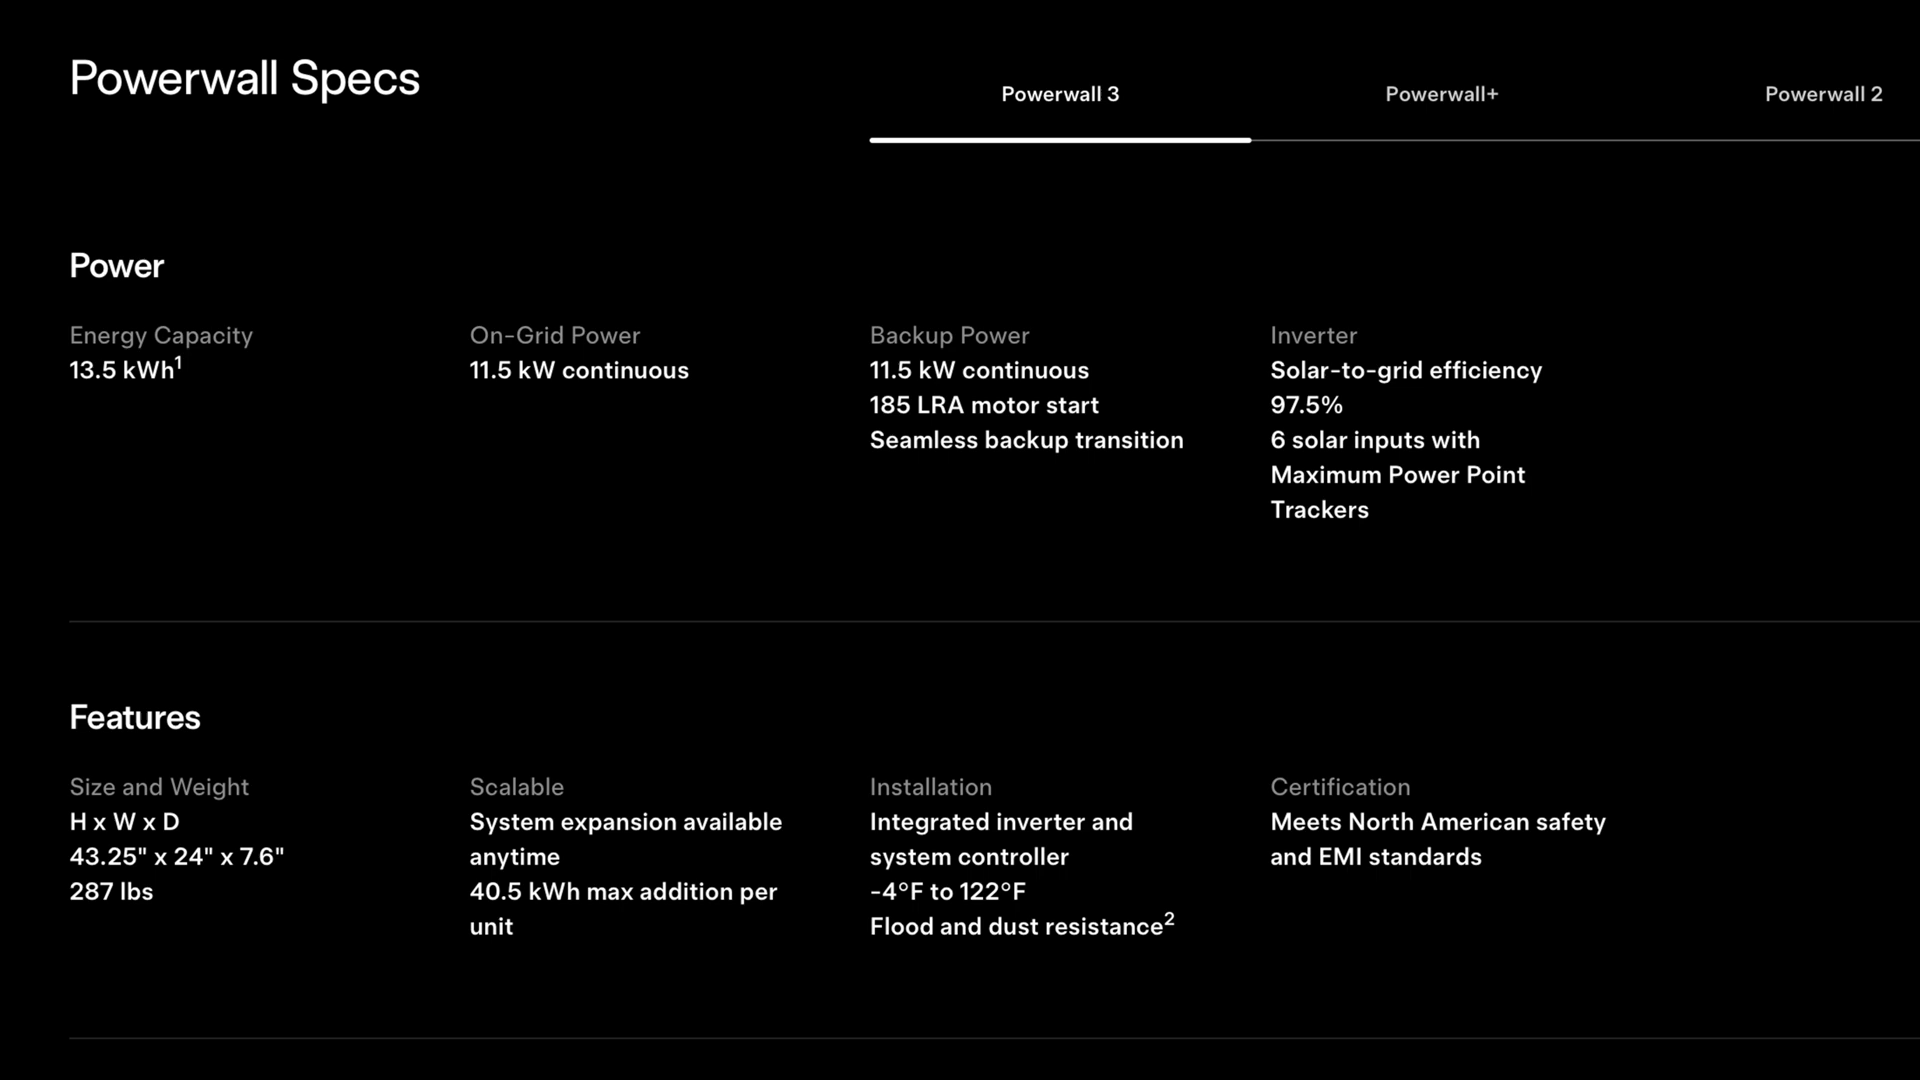 Powerwall Specs
Powerwall 3
Powerwall+
Powerwall 2
Power
Energy Capacity
13.5 kWh¹
On-Grid Power
11.5 kW continuous
Backup Power
11.5 kW continuous
185 LRA motor start
Seamless backup transition
Inverter
Solar-to-grid efficiency
97.5%
6 solar inputs with
Maximum Power Point
Trackers
Features
Size and Weight
H x W x D
43.25" x 24" x 7.6"
287 lbs
Scalable
System expansion available
anytime
40.5 kWh max addition per
unit
Installation
Integrated inverter and
system controller
-4°F to 122°F
Flood and dust resistance²
Certification
Meets North American safety
and EMI standards